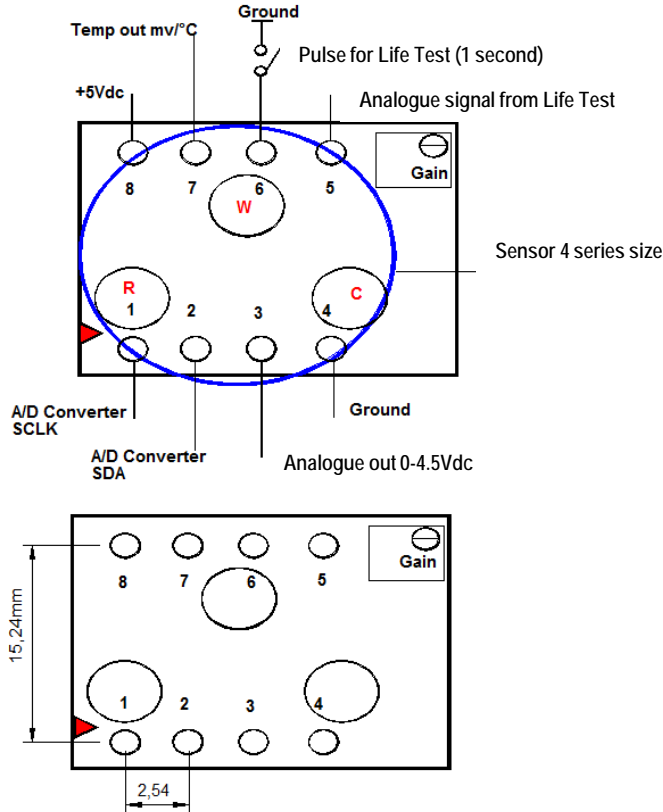 Ground
Temp out mv/°C
Pulse for Life Test (1 second)
+5Vdc
Analogue signal from Life Test
Gain
8 7 6 5
W
Sensor 4 series size
R C
1 2 3 4
A/D Converter
SCLK
Ground
A/D Converter
SDA
Analogue out 0-4.5Vdc
Gain
8 7 6 5
15,24mm
1 2 3 4
2,54